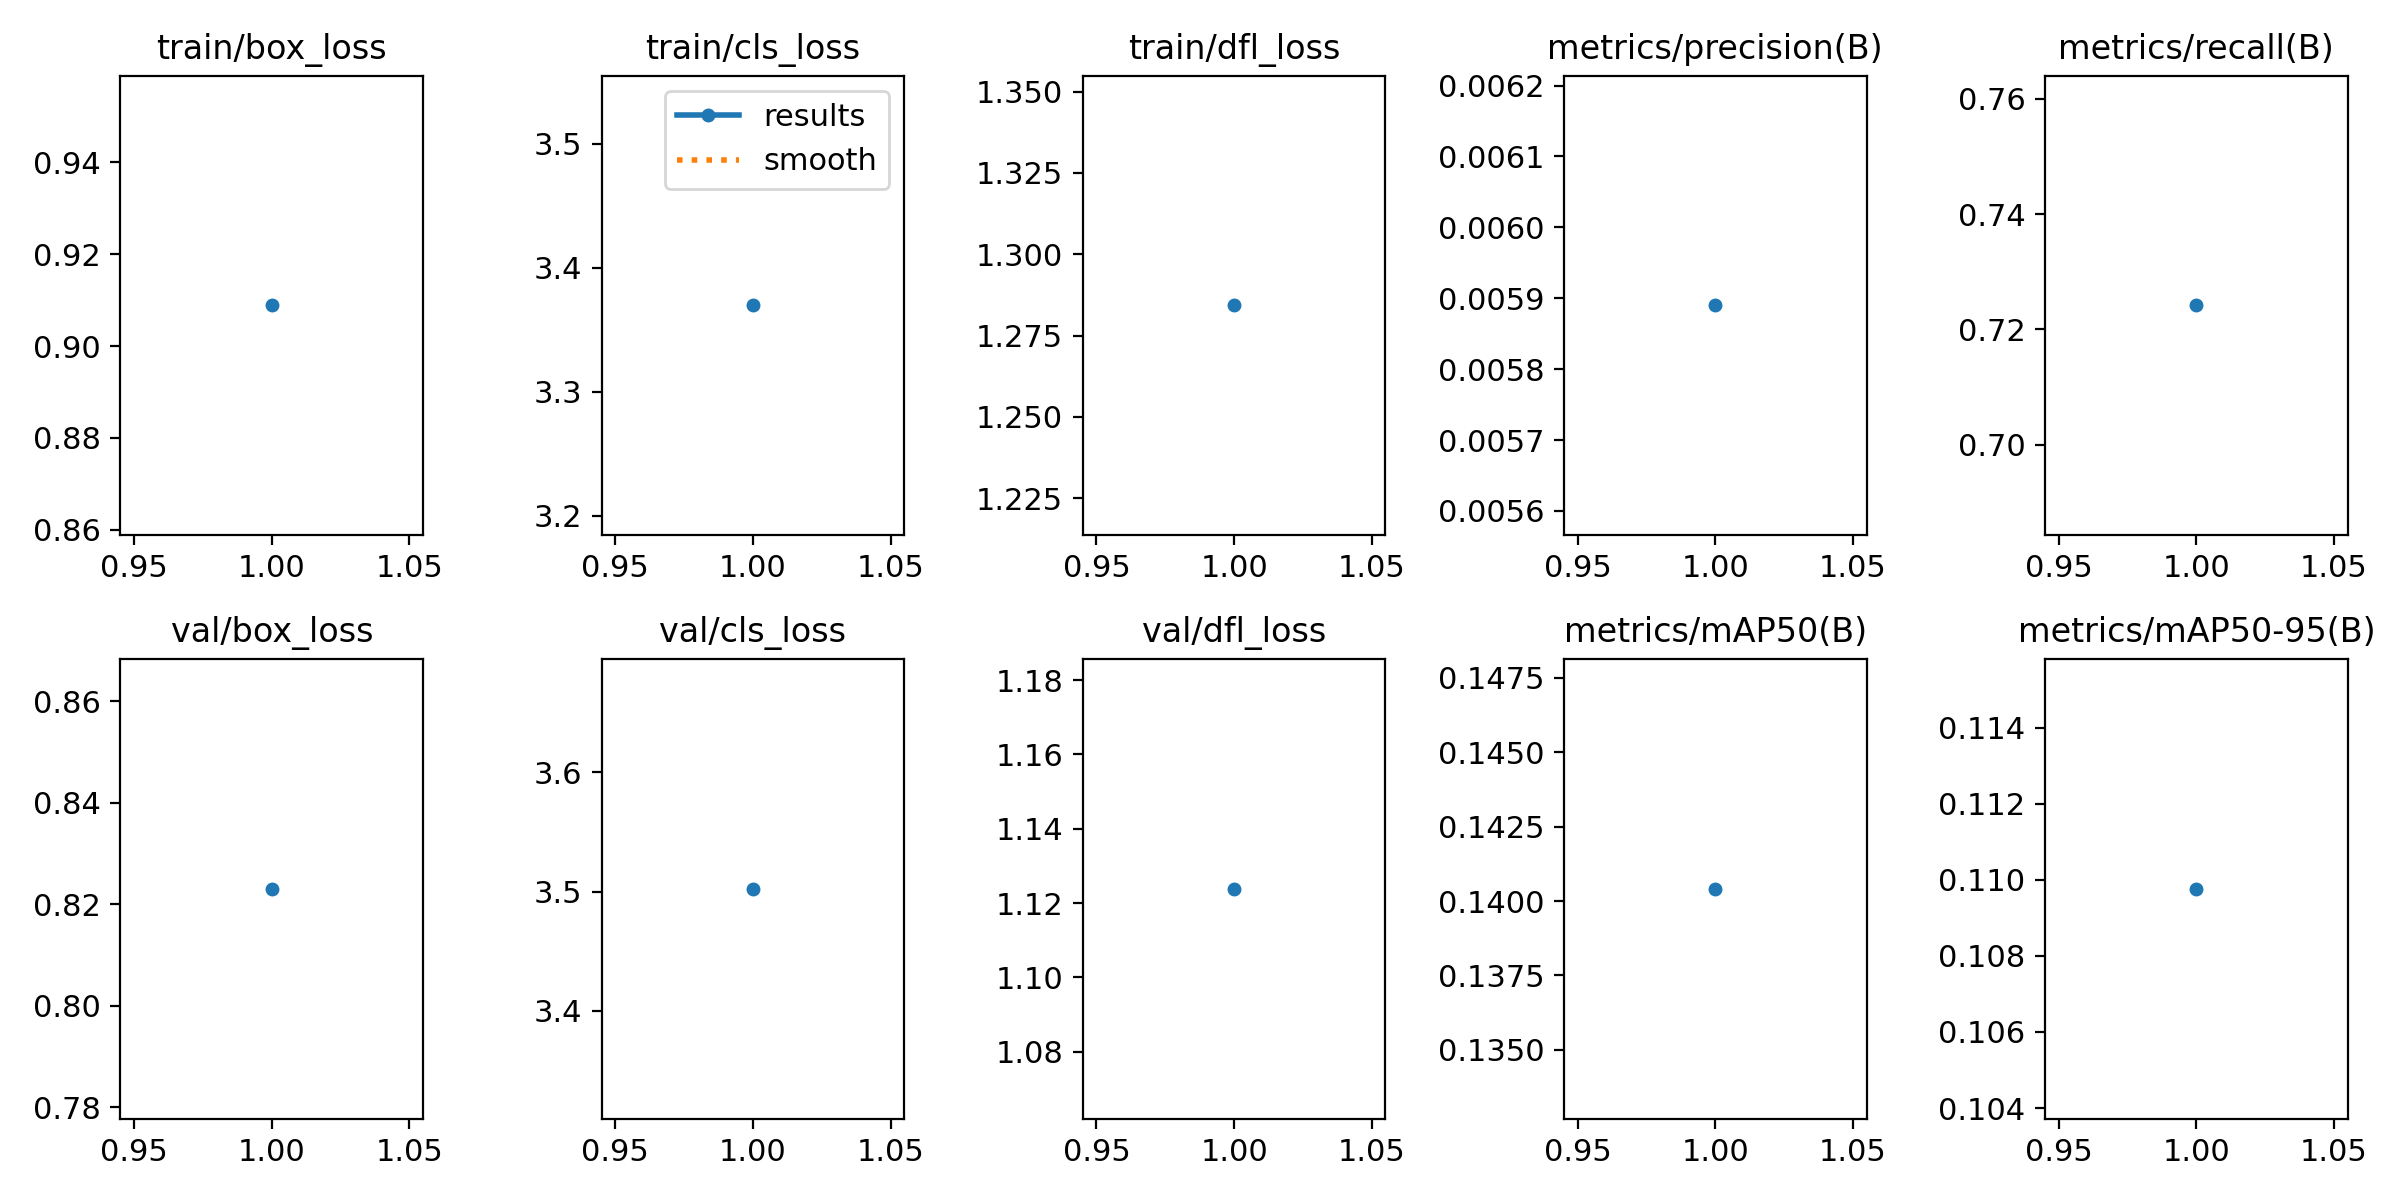 train/box_loss
0.94
0.92
0.90
0.88
0.86
0.95 1.00 1.05
train/cls_loss
results
smooth
3.5
3.4
3.3
3.2
0.95 1.00 1.05
train/dfl_loss
1.350
1.325
1.300
1.275
1.250
1.225
0.95 1.00 1.05
metrics/precision(B)
0.0062
0.0061
0.0060
0.0059
0.0058
0.0057
0.0056
0.95 1.00 1.05
metrics/recall(B)
0.76
0.74
0.72
0.70
0.95 1.00 1.05
val/box_loss
0.86
0.84
0.82
0.80
0.78
0.95 1.00 1.05
val/cls_loss
3.6
3.5
3.4
0.95 1.00 1.05
val/dfl_loss
1.18
1.16
1.14
1.12
1.10
1.08
0.95 1.00 1.05
metrics/mAP50(B)
0.1475
0.1450
0.1425
0.1400
0.1375
0.1350
0.95 1.00 1.05
metrics/mAP50-95(B)
0.114
0.112
0.110
0.108
0.106
0.104
0.95 1.00 1.05